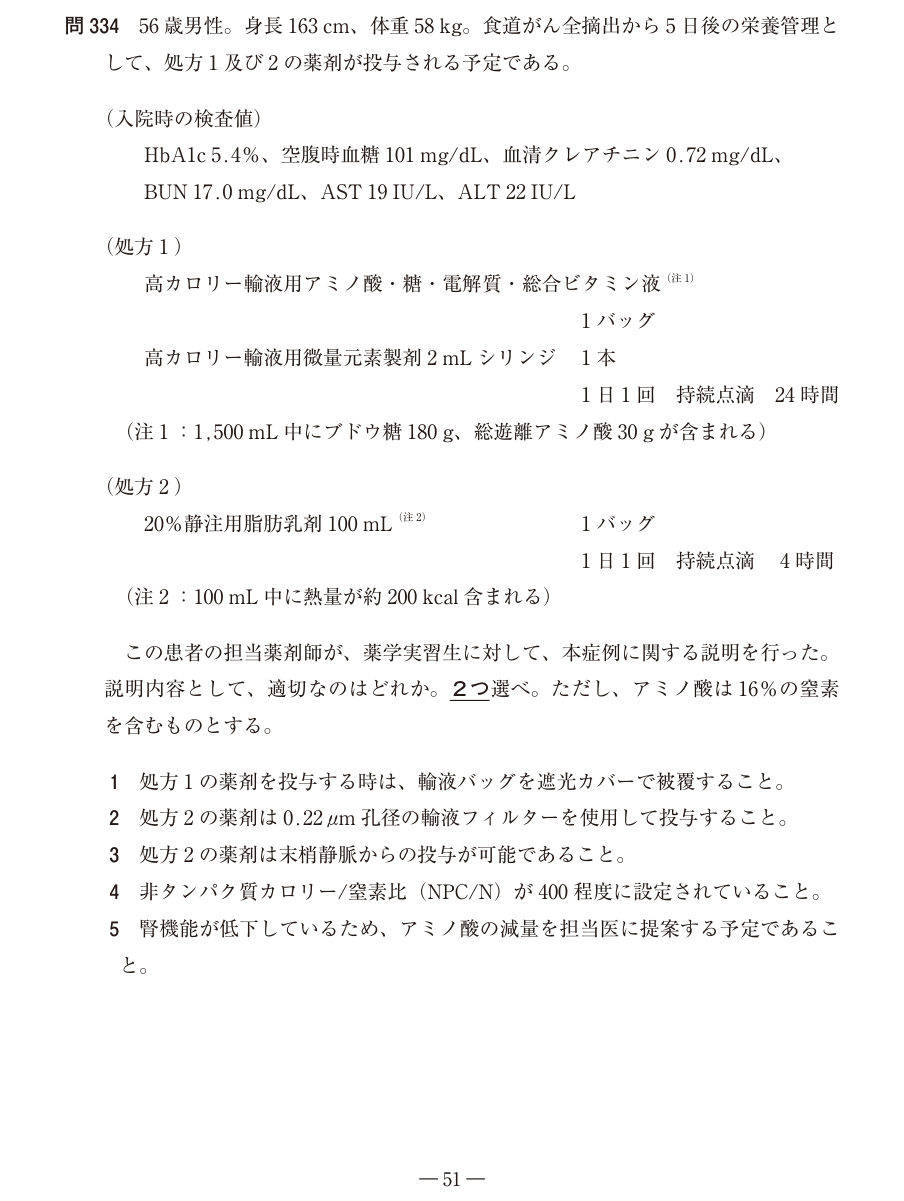 問 334 56 歳男性。身長 163 cm、体重 58 kg。食道がん全摘出から 5 日後の栄養管理と
して、処方 1 及び 2 の薬剤が投与される予定である。
（入院時の検査値）
HbA1c 5.4％、空腹時血糖 101 mg/dL、血清クレアチニン 0.72 mg/dL、
BUN 17.0 mg/dL、AST 19 IU/L、ALT 22 IU/L
（処方 1 ）
高カロリー輸液用アミノ酸・糖・電解質・総合ビタミン液（注 1）
1 バッグ
高カロリー輸液用微量元素製剤 2 mL シリンジ 1 本
1 日 1 回 持続点滴 24 時間
（注 1 ：1,500 mL 中にブドウ糖 180 g、総遊離アミノ酸 30 g が含まれる）
（処方 2 ）
20％静注用脂肪乳剤 100 mL（注 2） 1 バッグ
1 日 1 回 持続点滴 4 時間
（注 2 ：100 mL 中に熱量が約 200 kcal 含まれる）
この患者の担当薬剤師が、薬学実習生に対して、本症例に関する説明を行った。
説明内容として、適切なのはどれか。2つ選べ。ただし、アミノ酸は 16％の窒素
を含むものとする。
1 処方 1 の薬剤を投与する時は、輸液バッグを遮光カバーで被覆すること。
2 処方 2 の薬剤は 0.22 μm 孔径の輸液フィルターを使用して投与すること。
3 処方 2 の薬剤は末梢静脈からの投与が可能であること。
4 非タンパク質カロリー/窒素比（NPC/N）が 400 程度に設定されていること。
5 腎機能が低下しているため、アミノ酸の減量を担当医に提案する予定であるこ
と。
― 51 ―